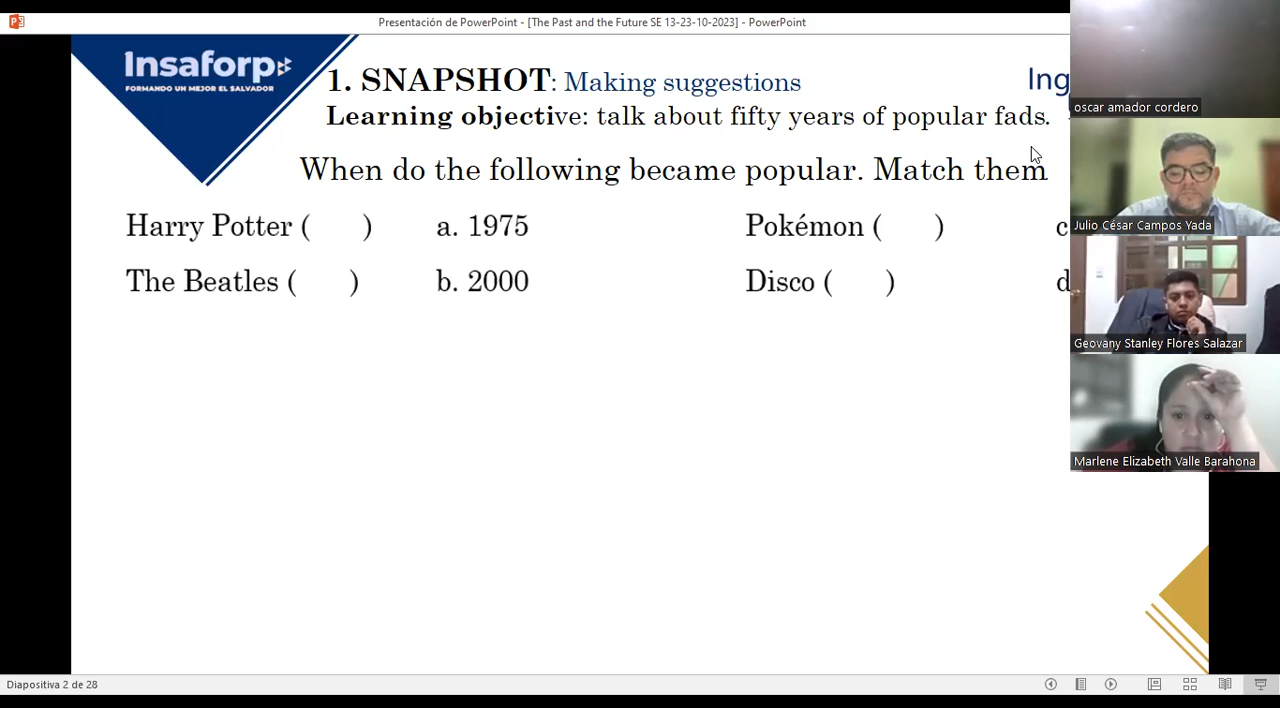 Presentación de PowerPoint - [The Past and the Future SE 13-23-10-2023] - PowerPoint
Insaforp
FORMANDO UN MEJOR EL SALVADOR
1. SNAPSHOT: Making suggestions
Ing
Learning objective: talk about fifty years of popular fads.
When do the following became popular. Match them
Harry Potter ( ) a. 1975 Pokémon ( ) c
The Beatles ( ) b. 2000 Disco ( ) d
oscar amador cordero
Julio César Campos Yada
Geovany Stanley Flores Salazar
Marlene Elizabeth Valle Barahona
Diapositiva 2 de 28